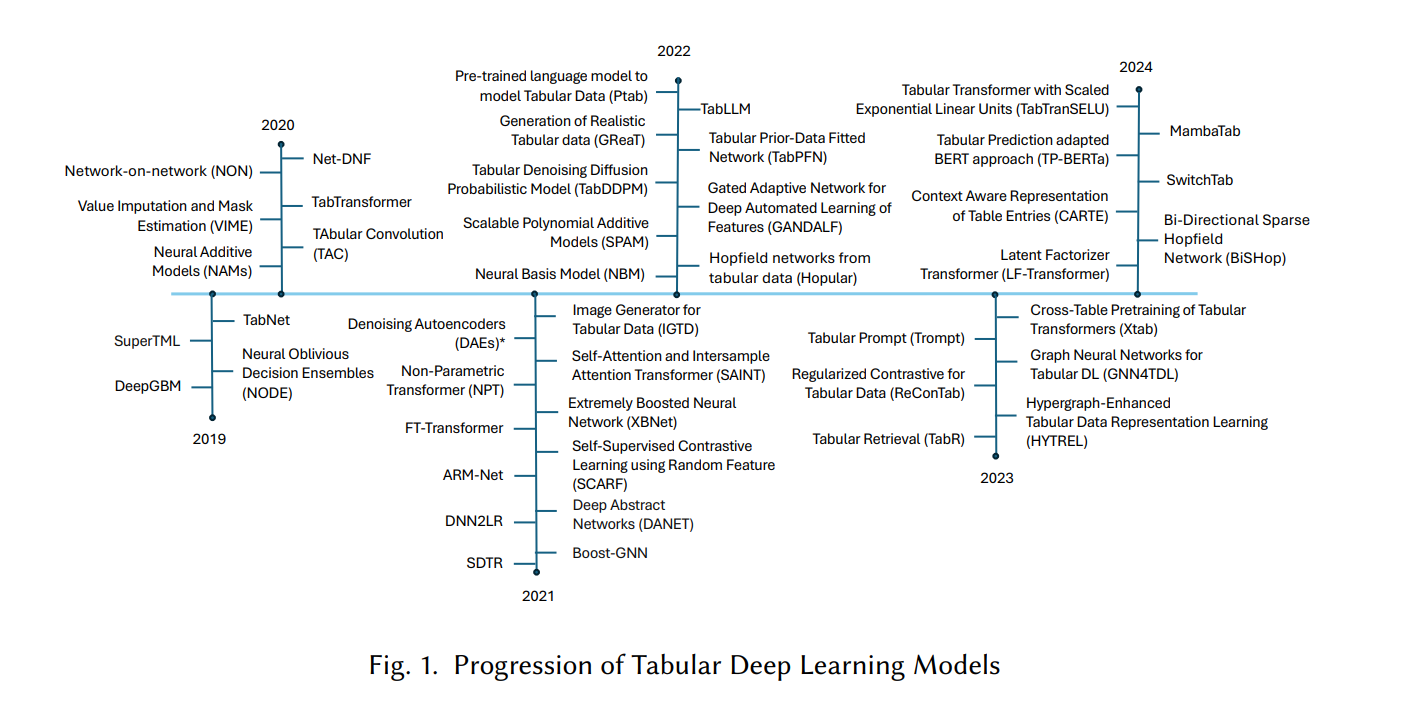 2019
TabNet
SuperTML
Neural Oblivious
Decision Ensembles
(NODE)
DeepGBM
2020
Net-DNF
Network-on-network (NON)
TabTransformer
Value Imputation and Mask
Estimation (VIME)
TAbular Convolution
(TAC)
Neural Additive
Models (NAMs)
2021
Image Generator for
Tabular Data (IGTD)
Denoising Autoencoders
(DAEs)*
Self-Attention and Intersample
Attention Transformer (SAINT)
Non-Parametric
Transformer (NPT)
Extremely Boosted Neural
Network (XBNet)
FT-Transformer
Self-Supervised Contrastive
Learning using Random Feature
(SCARF)
ARM-Net
Deep Abstract
Networks (DANET)
DNN2LR
Boost-GNN
SDTR
2022
Pre-trained language model to
model Tabular Data (Ptab)
TabLLM
Generation of Realistic
Tabular data (GReaT)
Tabular Prior-Data Fitted
Network (TabPFN)
Tabular Denoising Diffusion
Probabilistic Model (TabDDPM)
Gated Adaptive Network for
Deep Automated Learning of
Features (GANDALF)
Scalable Polynomial Additive
Models (SPAM)
Hopfield networks from
tabular data (Hopular)
Neural Basis Model (NBM)
2023
Cross-Table Pretraining of Tabular
Transformers (Xtab)
Tabular Prompt (Trompt)
Graph Neural Networks for
Tabular DL (GNN4TDL)
Regularized Contrastive for
Tabular Data (ReConTab)
Hypergraph-Enhanced
Tabular Data Representation Learning
(HYTREL)
Tabular Retrieval (TabR)
2024
Tabular Transformer with Scaled
Exponential Linear Units (TabTranSELU)
MambaTab
Tabular Prediction adapted
BERT approach (TP-BERTa)
SwitchTab
Context Aware Representation
of Table Entries (CARTE)
Bi-Directional Sparse
Hopfield
Network (BiSHop)
Latent Factorizer
Transformer (LF-Transformer)
Fig. 1. Progression of Tabular Deep Learning Models